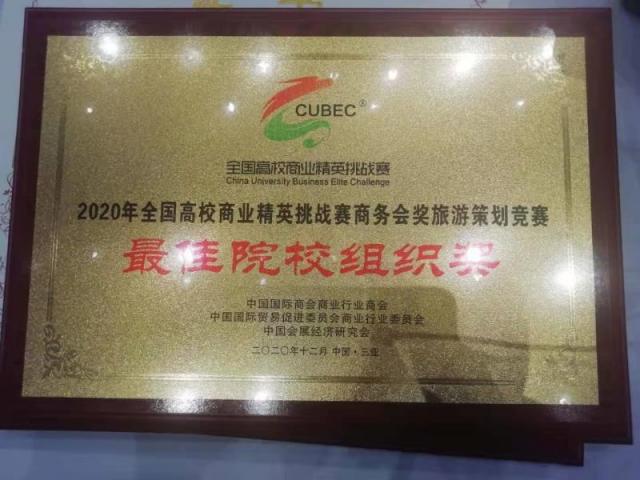 CUBEC®
全国高校商业精英挑战赛
China University Business Elite Challenge
2020年全国高校商业精英挑战赛商务会奖旅游策划竞赛
最佳院校组织奖
中国国际商会商业行业商会
中国国际贸易促进委员会商业行业委员会
中国会展经济研究会
二〇二〇年十二月 中国·三亚